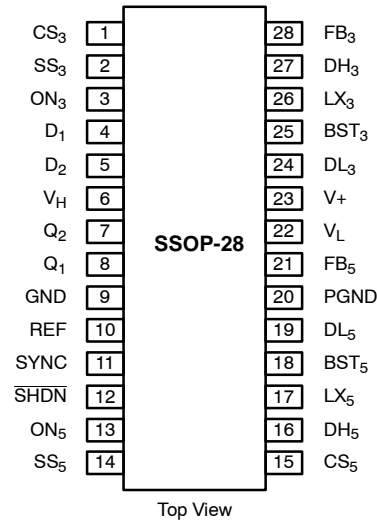 CS3 1 28 FB3
SS3 2 27 DH3
ON3 3 26 LX3
D1 4 25 BST3
D2 5 24 DL3
VH 6 23 V+
Q2 7 22 VL
SSOP-28
Q1 8 21 FB5
GND 9 20 PGND
REF 10 19 DL5
SYNC 11 18 BST5
SHDN 12 17 LX5
ON5 13 16 DH5
SS5 14 15 CS5
Top View